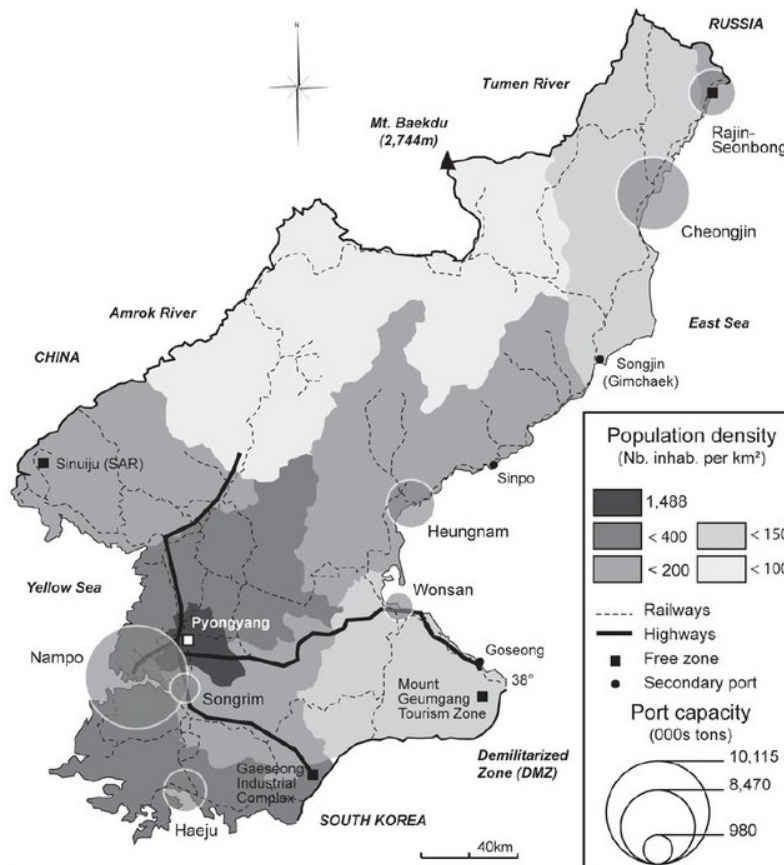 N
RUSSIA
Tumen River
Mt. Baekdu
(2,744m)
Rajin-
Seonbong
Cheongjin
Amrok River
East Sea
CHINA
Songjin
(Gimchaek)
Sinuiju (SAR)
Sinpo
Heungnam
Yellow Sea
Wonsan
Pyongyang
Nampo
Goseong
38°
Songrim
Mount
Geumgang
Tourism Zone
Gaeseong
Industrial
Complex
Demilitarized
Zone (DMZ)
SOUTH KOREA
Haeju
40km
Population density
(Nb. inhab. per km²)
1,488
< 400
< 150
< 200
< 100
Railways
Highways
Free zone
Secondary port
Port capacity
(000s tons)
10,115
8,470
980